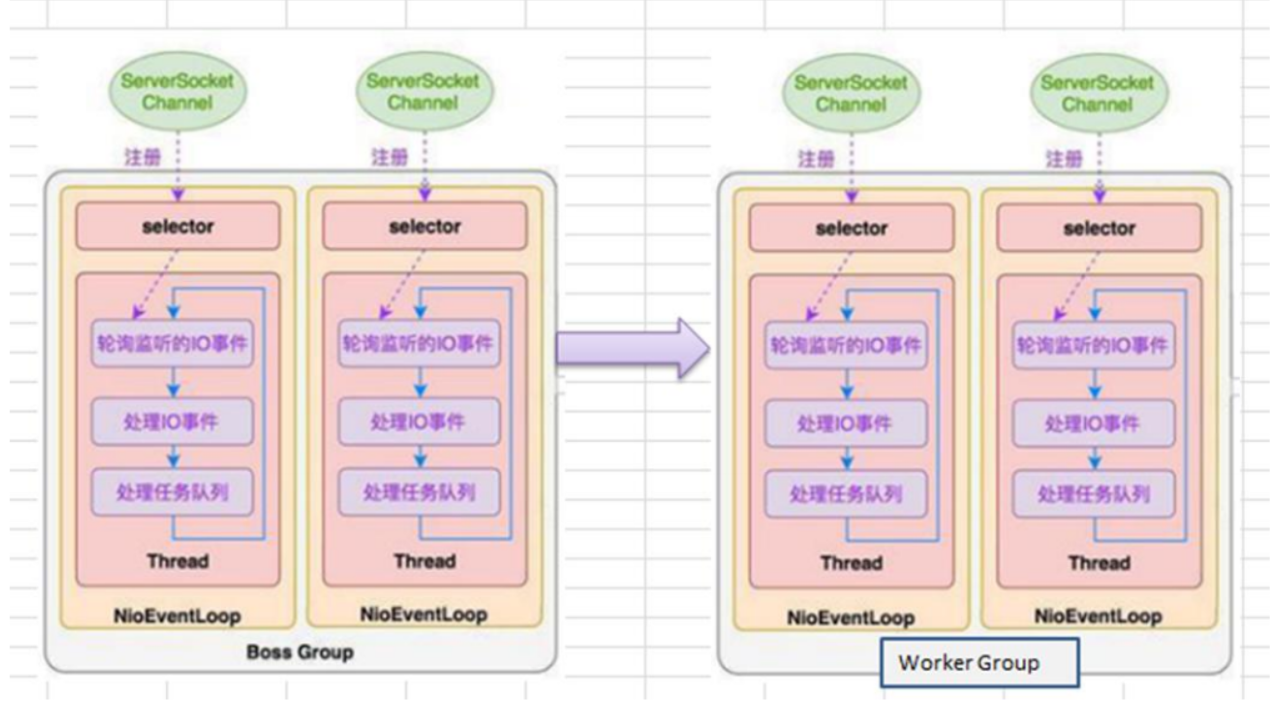 ServerSocket
Channel
注册
selector
轮询监听的IO事件
处理IO事件
处理任务队列
Thread
NioEventLoop
ServerSocket
Channel
注册
selector
轮询监听的IO事件
处理IO事件
处理任务队列
Thread
NioEventLoop
Boss Group
ServerSocket
Channel
注册
selector
轮询监听的IO事件
处理IO事件
处理任务队列
Thread
NioEventLoop
ServerSocket
Channel
注册
selector
轮询监听的IO事件
处理IO事件
处理任务队列
Thread
NioEventLoop
Worker Group